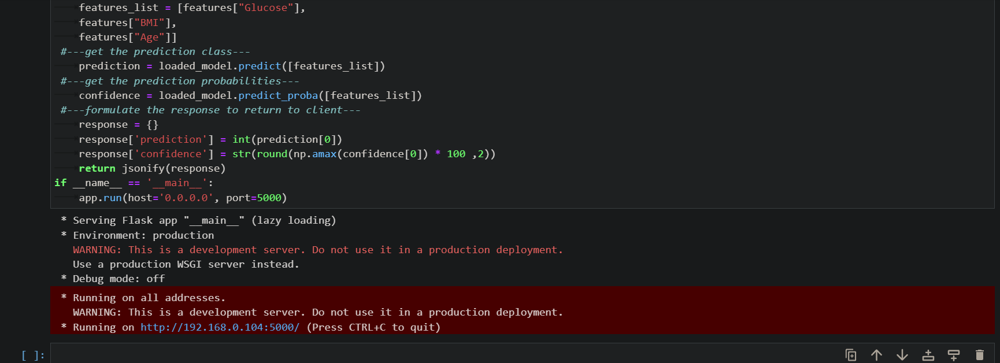 features_list = [features["Glucose"],
features["BMI"],
features["Age"]]
#---get the prediction class---
prediction = loaded_model.predict([features_list])
#---get the prediction probabilities---
confidence = loaded_model.predict_proba([features_list])
#---formulate the response to return to client---
response = {}
response['prediction'] = int(prediction[0])
response['confidence'] = str(round(np.amax(confidence[0]) * 100 ,2))
return jsonify(response)
if __name__ == '__main__':
app.run(host='0.0.0.0', port=5000)
* Serving Flask app "__main__" (lazy loading)
* Environment: production
WARNING: This is a development server. Do not use it in a production deployment.
Use a production WSGI server instead.
* Debug mode: off
* Running on all addresses.
WARNING: This is a development server. Do not use it in a production deployment.
* Running on http://192.168.0.104:5000/ (Press CTRL+C to quit)
[ ]: